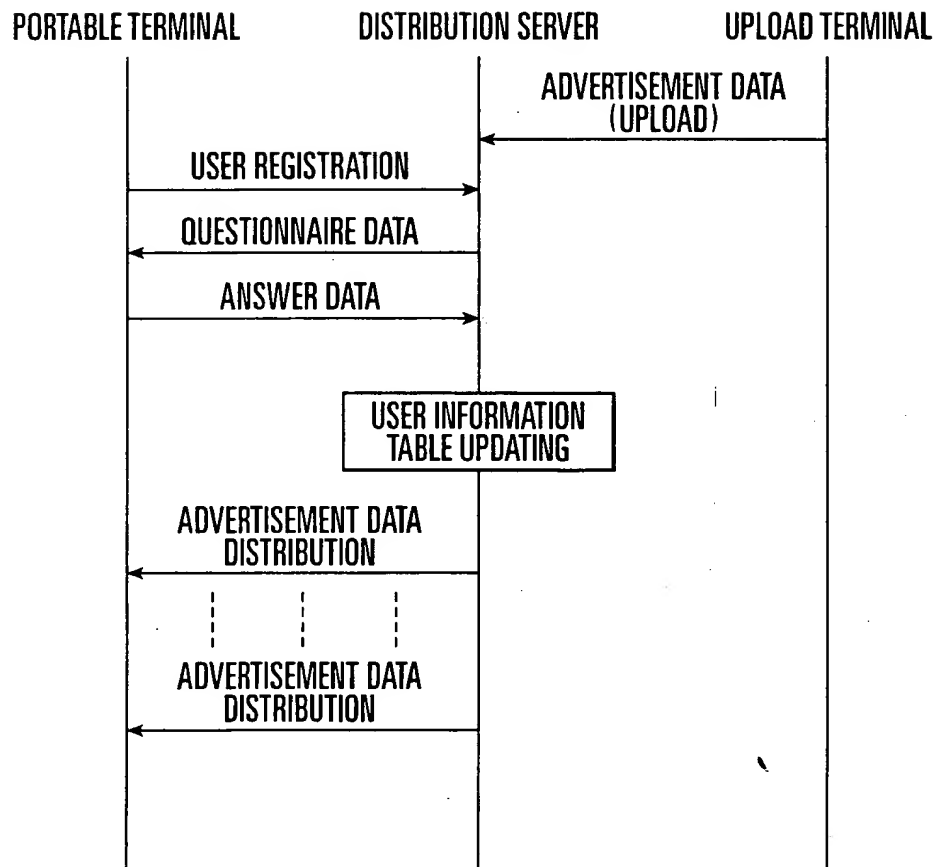 PORTABLE TERMINAL
DISTRIBUTION SERVER
UPLOAD TERMINAL
ADVERTISEMENT DATA
(UPLOAD)
USER REGISTRATION
QUESTIONNAIRE DATA
ANSWER DATA
USER INFORMATION
TABLE UPDATING
ADVERTISEMENT DATA
DISTRIBUTION
ADVERTISEMENT DATA
DISTRIBUTION